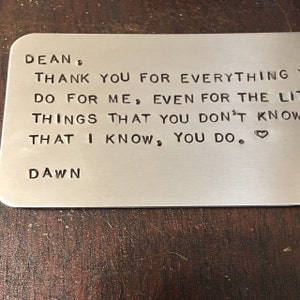 DEAN,
THANK YOU FOR EVERYTHING
DO FOR ME, EVEN FOR THE LIT
THINGS THAT YOU DON'T KNOW
THAT I KNOW, YOU DO. ♡
DAWN